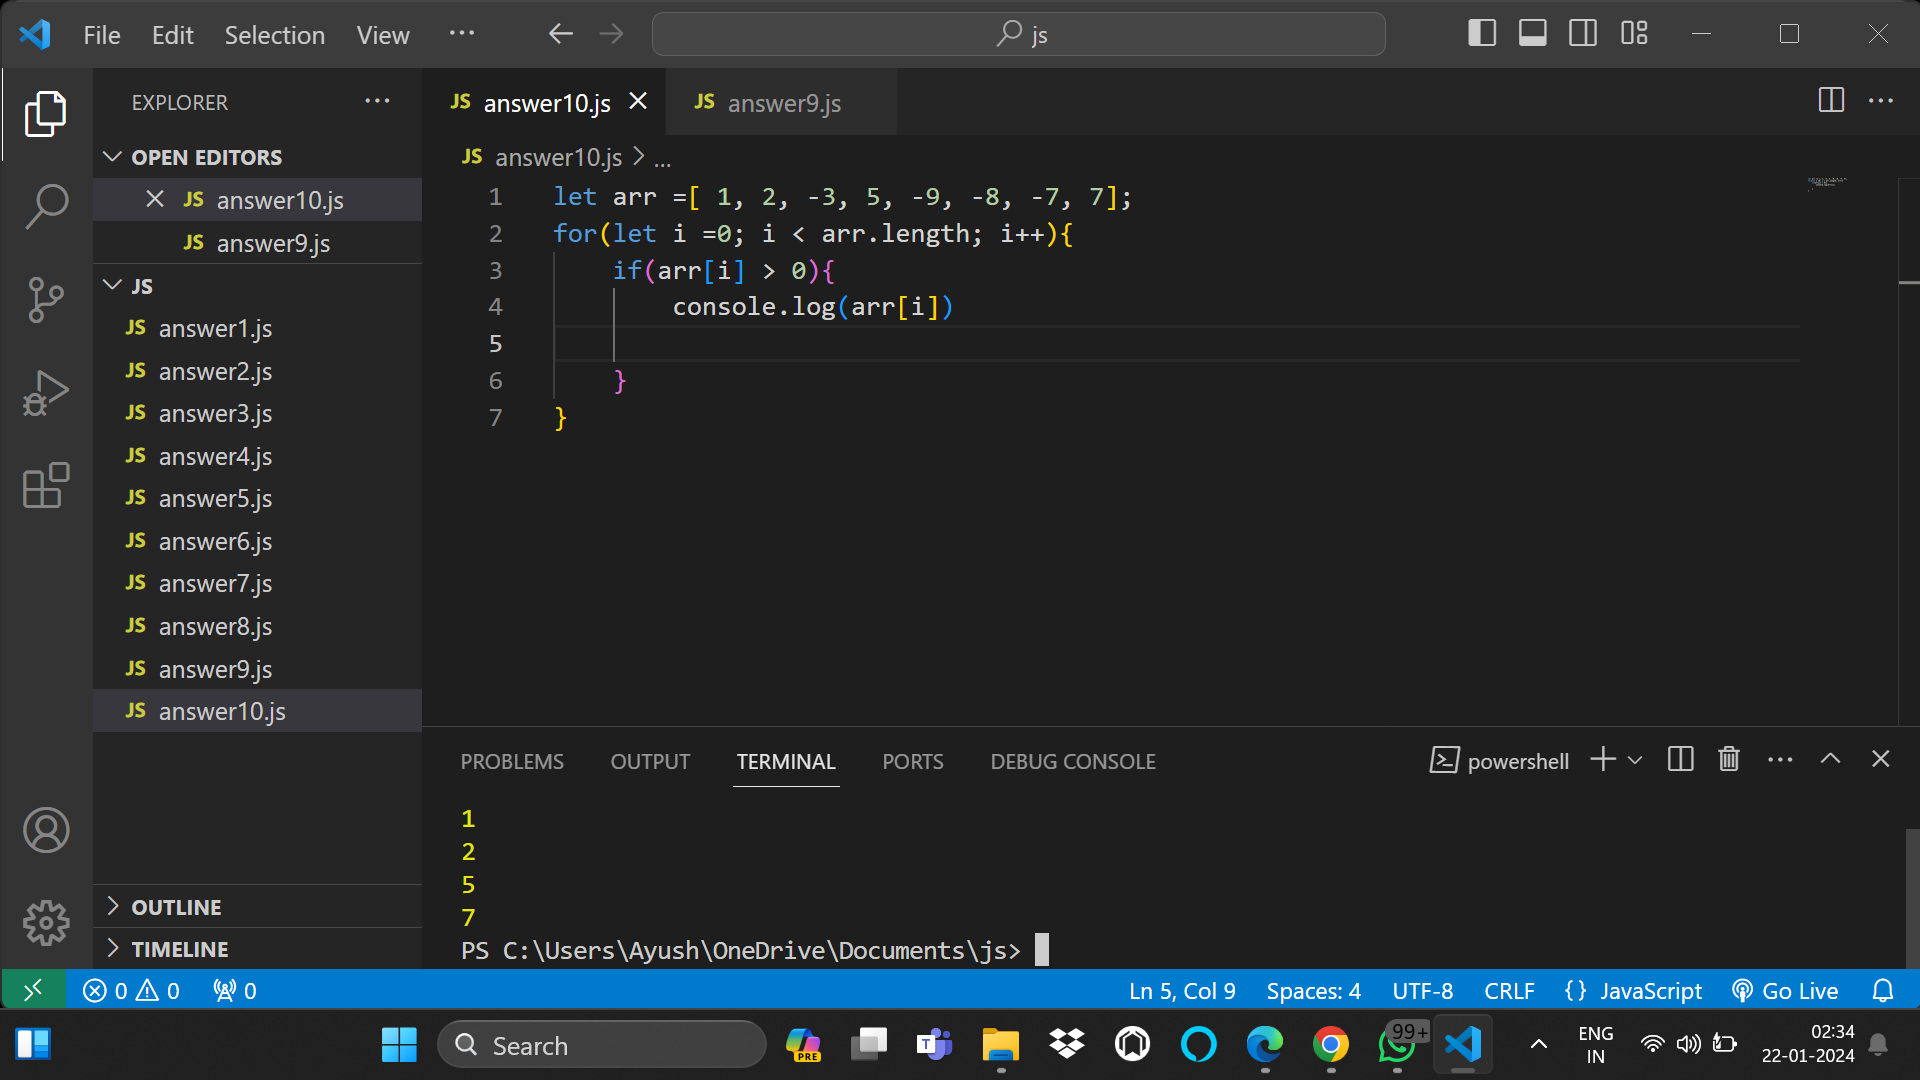 File Edit Selection View ... js
EXPLORER ...
OPEN EDITORS
JS answer10.js
JS answer9.js
JS
JS answer1.js
JS answer2.js
JS answer3.js
JS answer4.js
JS answer5.js
JS answer6.js
JS answer7.js
JS answer8.js
JS answer9.js
JS answer10.js
OUTLINE
TIMELINE
JS answer10.js JS answer9.js
JS answer10.js > ...
1 let arr =[ 1, 2, -3, 5, -9, -8, -7, 7];
2 for(let i =0; i < arr.length; i++){
3 if(arr[i] > 0){
4 console.log(arr[i])
5
6 }
7 }
PROBLEMS OUTPUT TERMINAL PORTS DEBUG CONSOLE powershell
1
2
5
7
PS C:\Users\Ayush\OneDrive\Documents\js>
0 0 0 Ln 5, Col 9 Spaces: 4 UTF-8 CRLF {} JavaScript Go Live
Search PRE T 99+ ENG 02:34
IN 22-01-2024